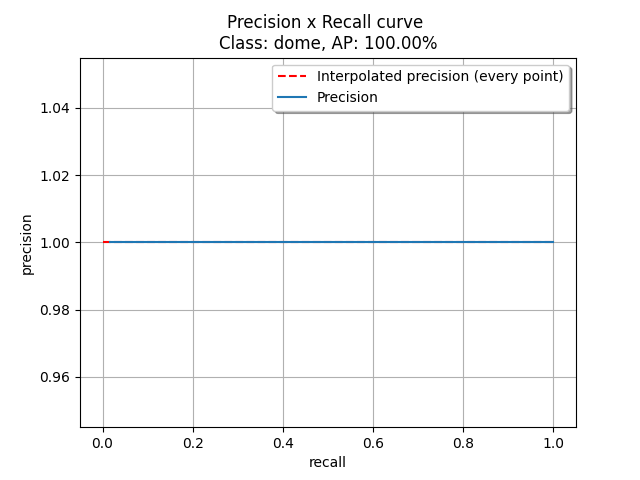 Precision x Recall curve
Class: dome, AP: 100.00%
Interpolated precision (every point)
Precision
1.04
1.02
1.00
0.98
0.96
precision
0.0 0.2 0.4 0.6 0.8 1.0
recall